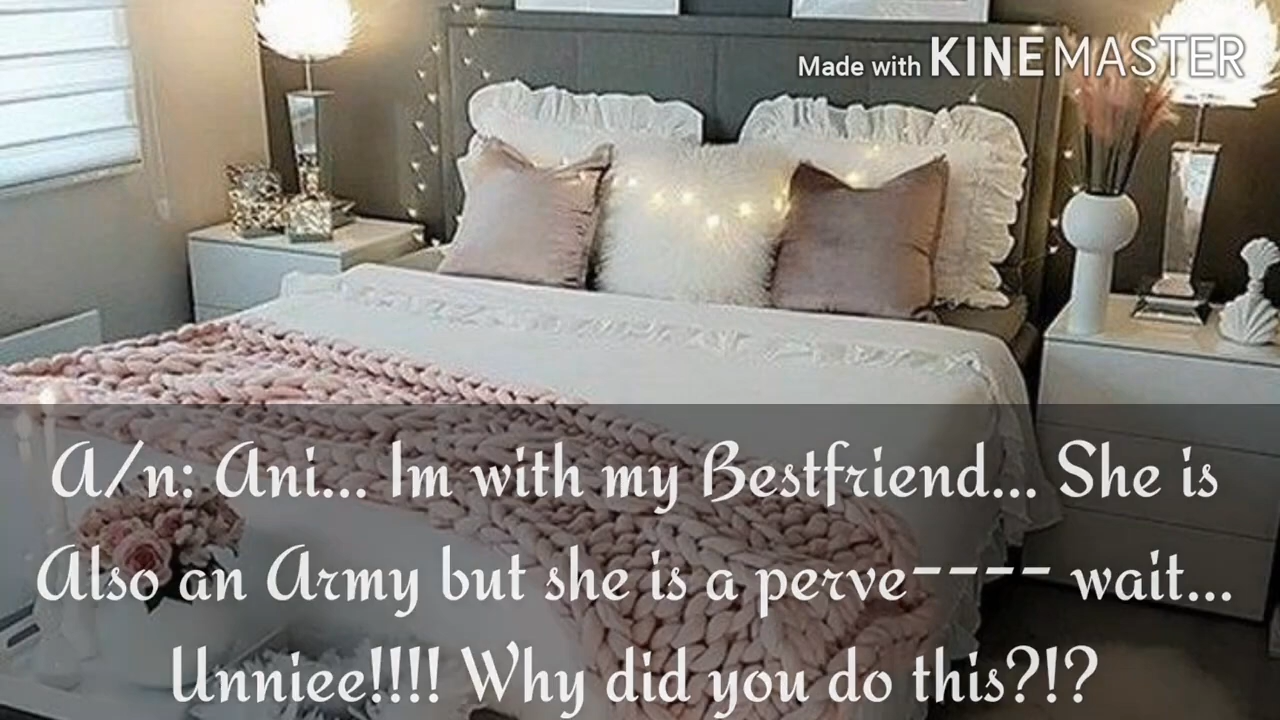 Made with KINEMASTER
A/n: Ani... Im with my Bestfriend... She is
Also an Army but she is a perve---- wait...
Unniee!!!! Why did you do this?!?